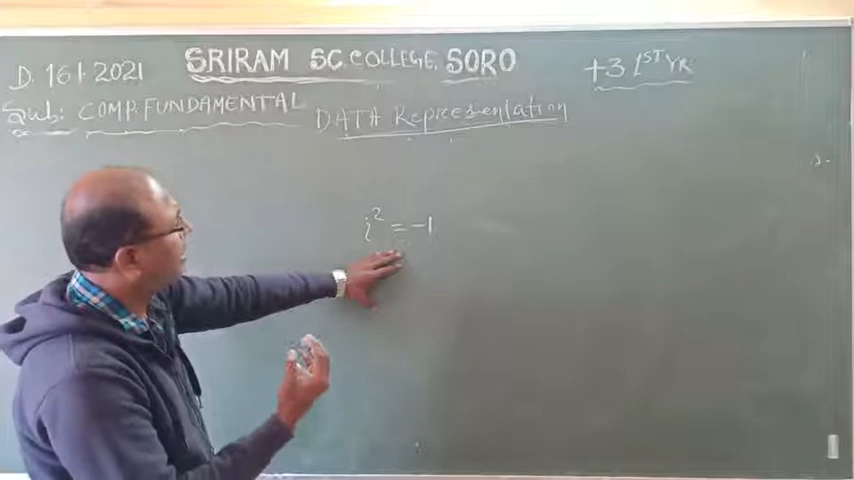 SRIRAM SC. COLLEGE, SORO
+3 1ST YR
D. 16 1 2021
Sub: COMP. FUNDAMENTAL
DATA Representation
i² = -1